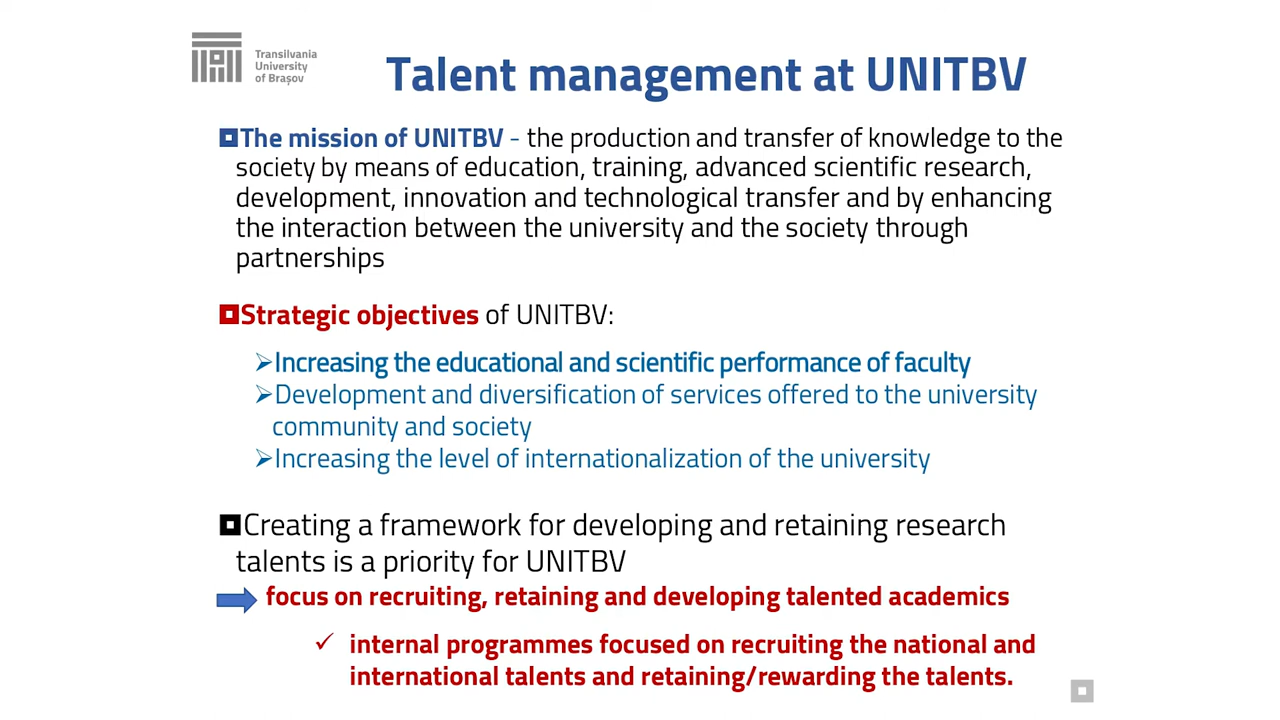 Transilvania
University
of Brașov
Talent management at UNITBV
The mission of UNITBV - the production and transfer of knowledge to the
society by means of education, training, advanced scientific research,
development, innovation and technological transfer and by enhancing
the interaction between the university and the society through
partnerships
Strategic objectives of UNITBV:
Increasing the educational and scientific performance of faculty
Development and diversification of services offered to the university
community and society
Increasing the level of internationalization of the university
Creating a framework for developing and retaining research
talents is a priority for UNITBV
focus on recruiting, retaining and developing talented academics
internal programmes focused on recruiting the national and
international talents and retaining/rewarding the talents.